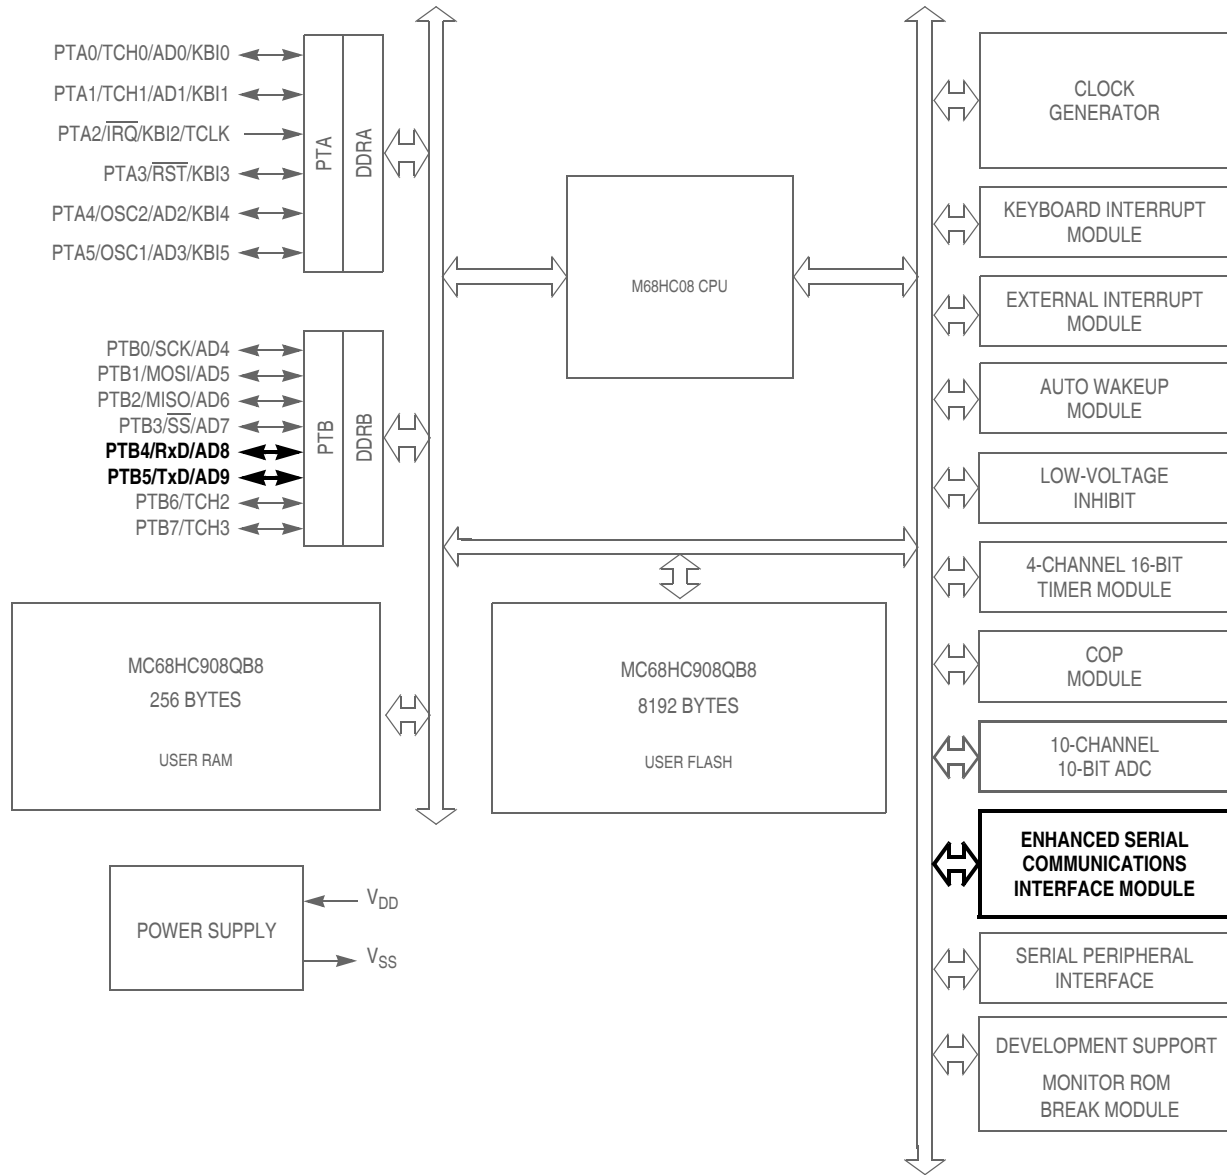 PTA0/TCH0/AD0/KBI0
PTA1/TCH1/AD1/KBI1
PTA2/IRQ/KBI2/TCLK
PTA3/RST/KBI3
PTA4/OSC2/AD2/KBI4
PTA5/OSC1/AD3/KBI5
PTA
DDRA
PTB0/SCK/AD4
PTB1/MOSI/AD5
PTB2/MISO/AD6
PTB3/SS/AD7
PTB4/RxD/AD8
PTB5/TxD/AD9
PTB6/TCH2
PTB7/TCH3
PTB
DDRB
M68HC08 CPU
MC68HC908QB8
256 BYTES
USER RAM
MC68HC908QB8
8192 BYTES
USER FLASH
POWER SUPPLY
VDD
VSS
CLOCK
GENERATOR
KEYBOARD INTERRUPT
MODULE
EXTERNAL INTERRUPT
MODULE
AUTO WAKEUP
MODULE
LOW-VOLTAGE
INHIBIT
4-CHANNEL 16-BIT
TIMER MODULE
COP
MODULE
10-CHANNEL
10-BIT ADC
ENHANCED SERIAL
COMMUNICATIONS
INTERFACE MODULE
SERIAL PERIPHERAL
INTERFACE
DEVELOPMENT SUPPORT
MONITOR ROM
BREAK MODULE